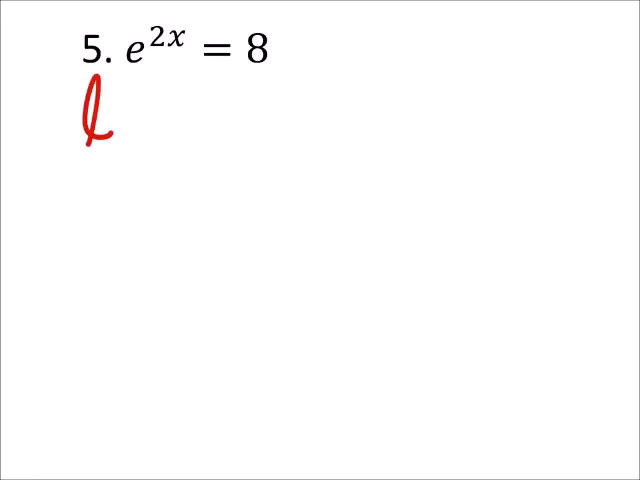 5. e^{2x} = 8
l